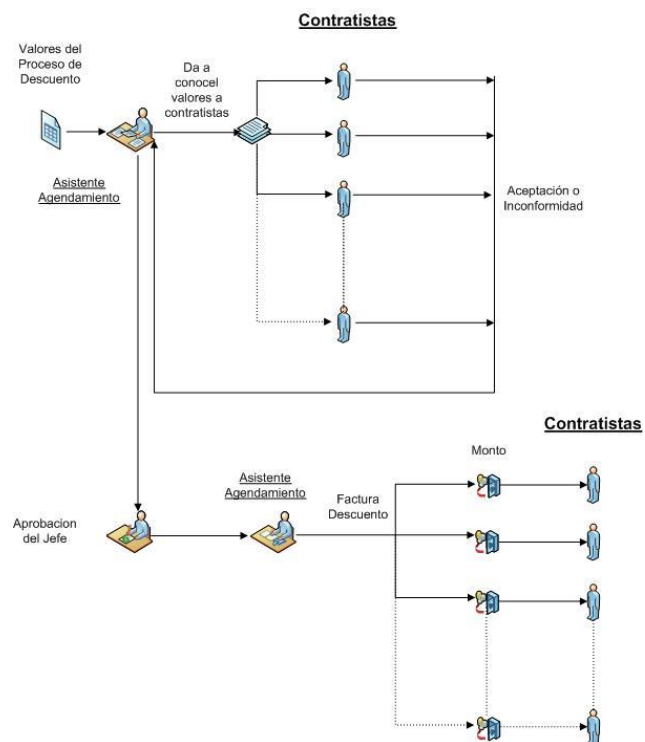 Contratistas
Valores del
Proceso de
Descuento
Da a
conocel
valores a
contratistas
Asistente
Agendamiento
Aceptación o
Inconformidad
Contratistas
Monto
Asistente
Agendamiento
Factura
Descuento
Aprobacion
del Jefe